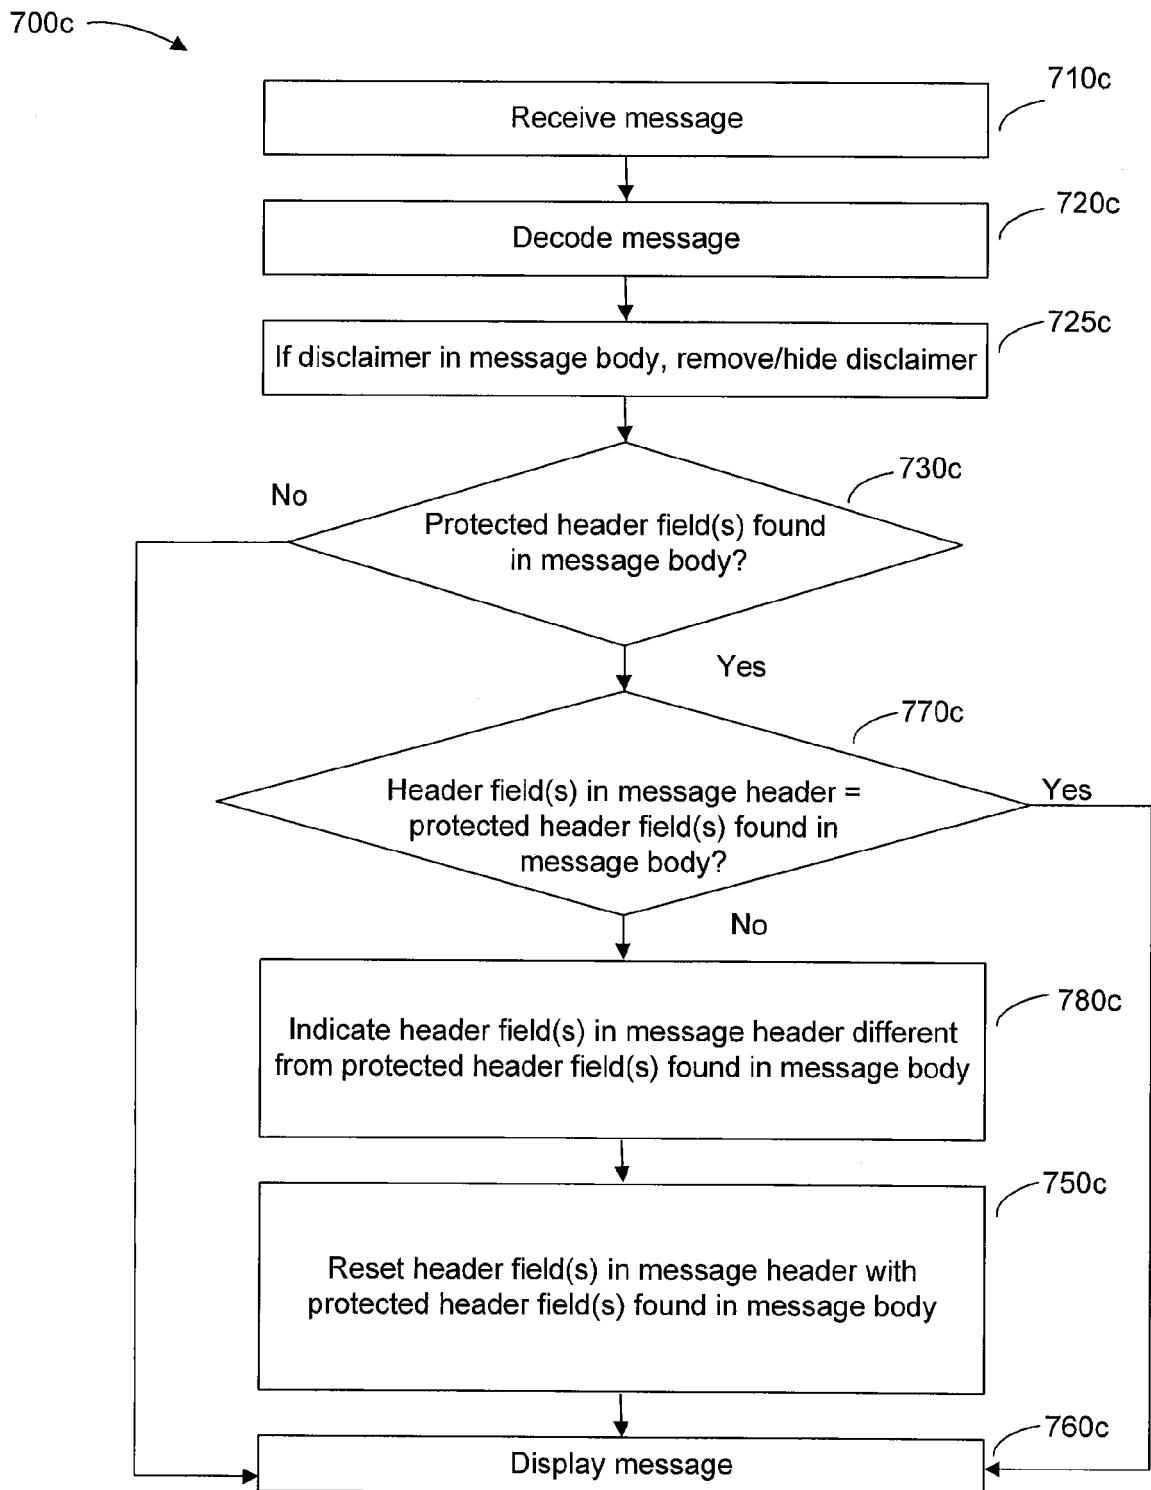 700c
710c
Receive message
720c
Decode message
725c
If disclaimer in message body, remove/hide disclaimer
730c
No
Protected header field(s) found
in message body?
Yes
770c
Header field(s) in message header =
protected header field(s) found in
message body?
Yes
No
780c
Indicate header field(s) in message header different
from protected header field(s) found in message body
750c
Reset header field(s) in message header with
protected header field(s) found in message body
760c
Display message